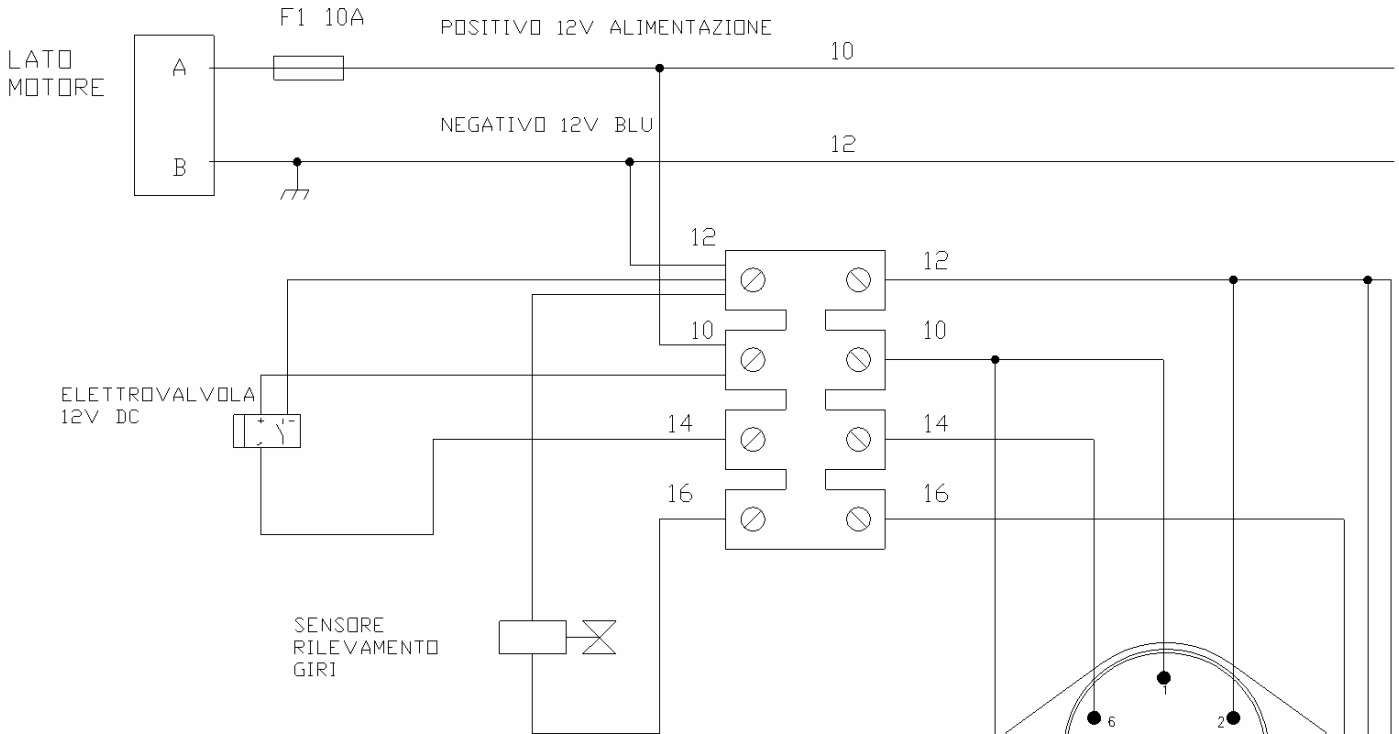 F1 10A
POSITIVO 12V ALIMENTAZIONE
LATO
MOTORE
A
10
NEGATIVO 12V BLU
12
B
12
12
10
10
ELETTROVALVOLA
12V DC
+
-
14
14
16
16
SENSORE
RILEVAMENTO
GIRI
1
6
2